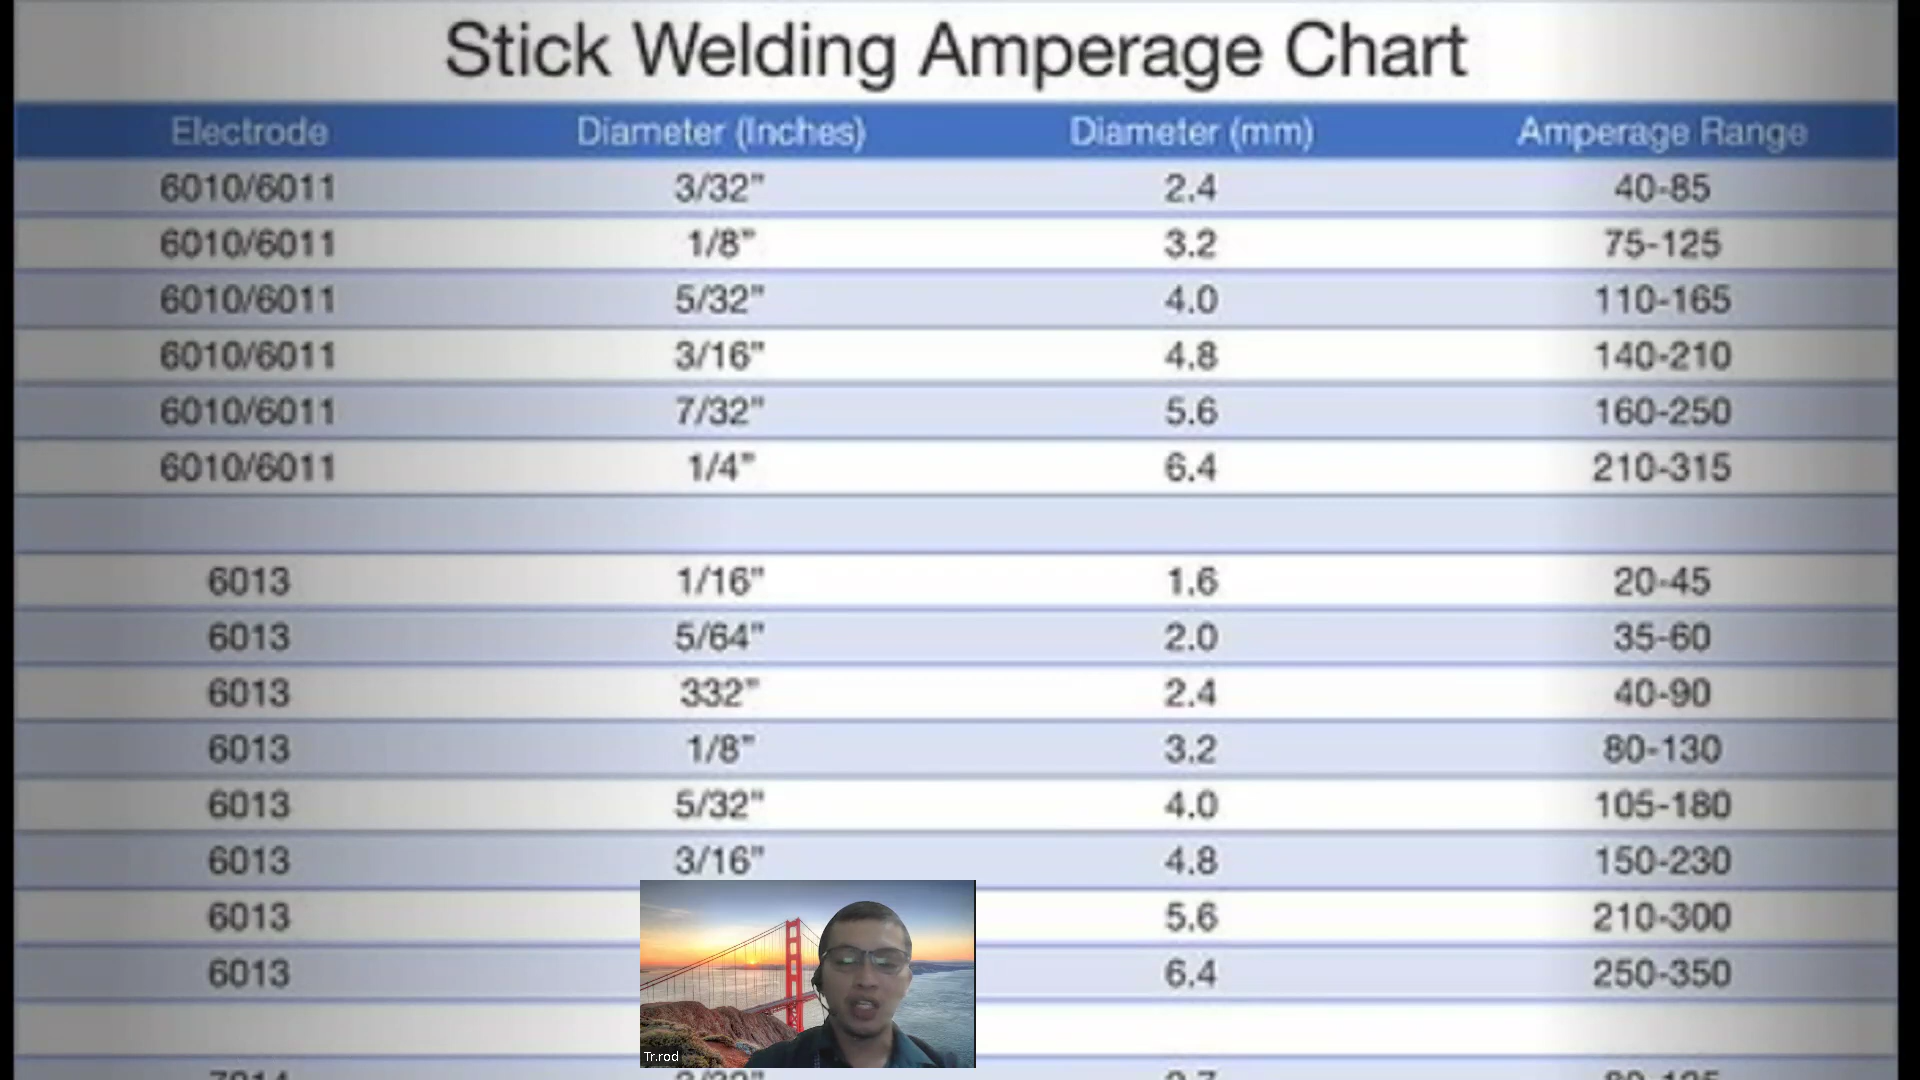 Stick Welding Amperage Chart
Electrode Diameter (Inches) Diameter (mm) Amperage Range
6010/6011 3/32" 2.4 40-85
6010/6011 1/8" 3.2 75-125
6010/6011 5/32" 4.0 110-165
6010/6011 3/16" 4.8 140-210
6010/6011 7/32" 5.6 160-250
6010/6011 1/4" 6.4 210-315
6013 1/16" 1.6 20-45
6013 5/64" 2.0 35-60
6013 332" 2.4 40-90
6013 1/8" 3.2 80-130
6013 5/32" 4.0 105-180
6013 3/16" 4.8 150-230
6013 5.6 210-300
6013 6.4 250-350
Tr.rod